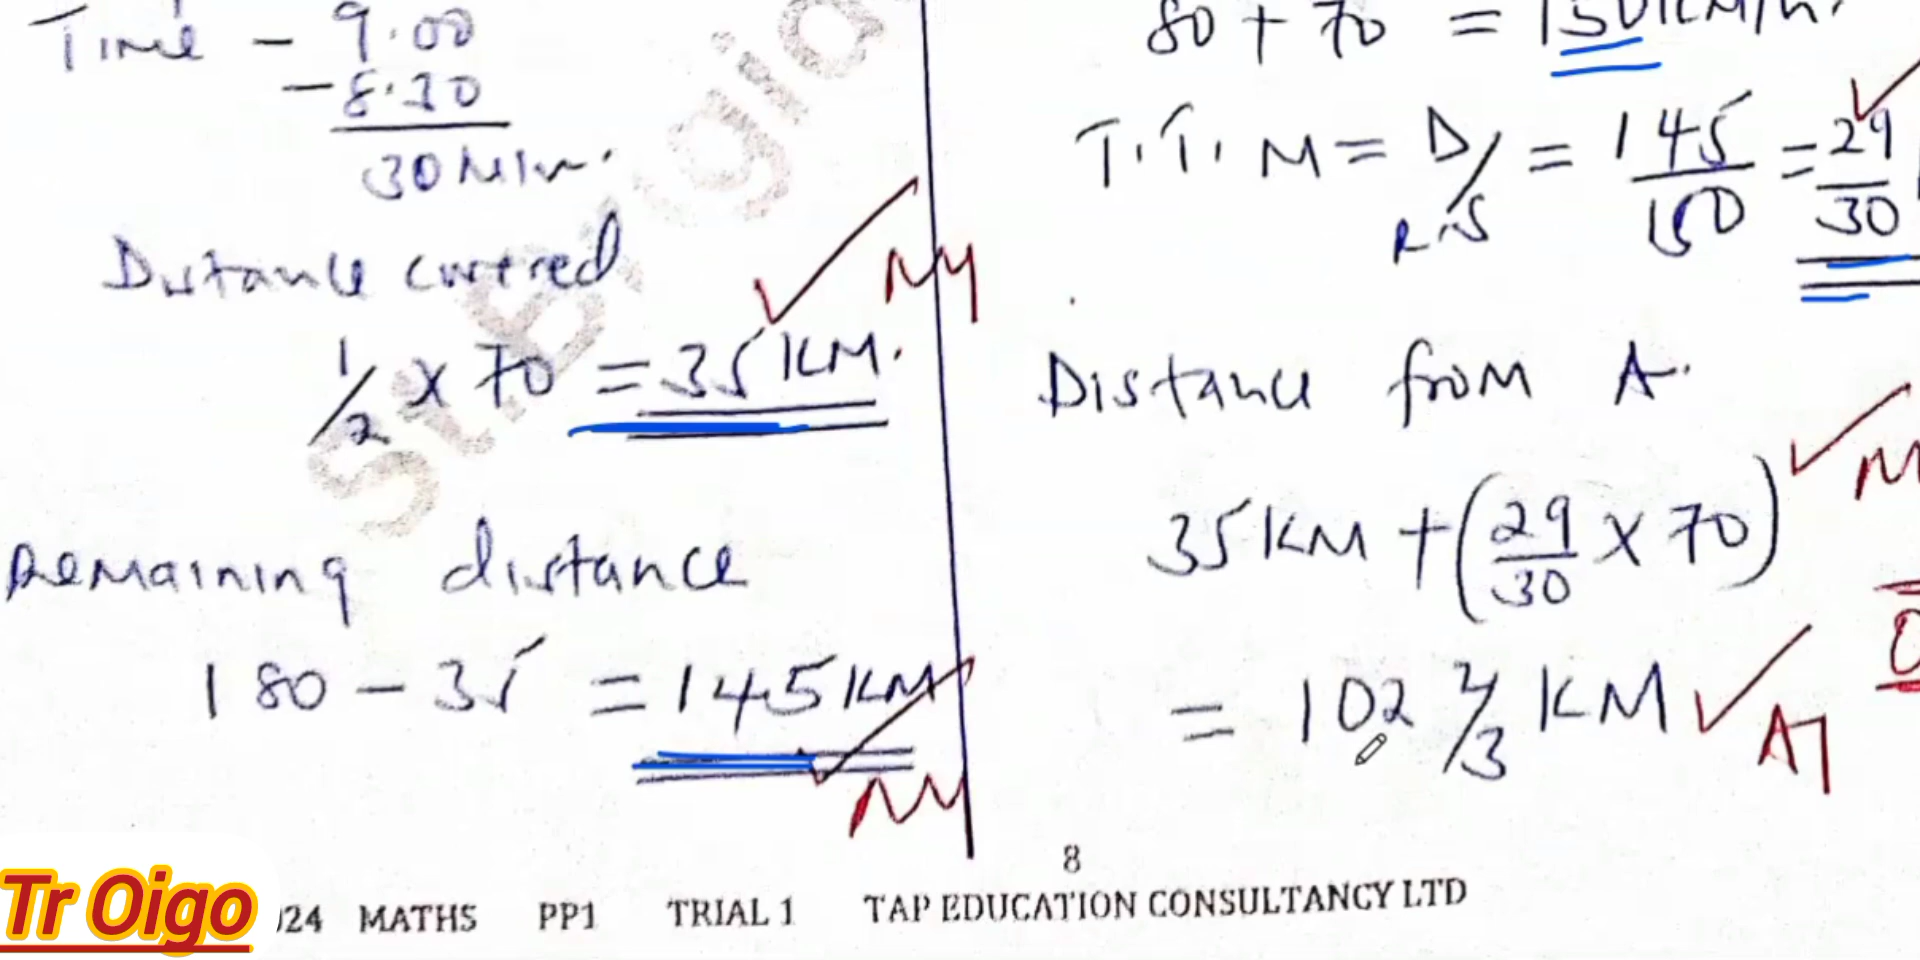 Time - 9.00
- 8.30
30 Min.
Distance covered
1/2 x 70 = 35 KM.
M1
Remaining distance
180 - 35 = 145 KM
M1
80 + 70 = 150 KM/h.
T.T.M = D/R.S = 145/150 = 29/30
Distance from A.
35 KM + (29/30 x 70)
M
= 102 2/3 KM
A1
8
Tr Oigo
024 MATHS PP1 TRIAL 1 TAP EDUCATION CONSULTANCY LTD